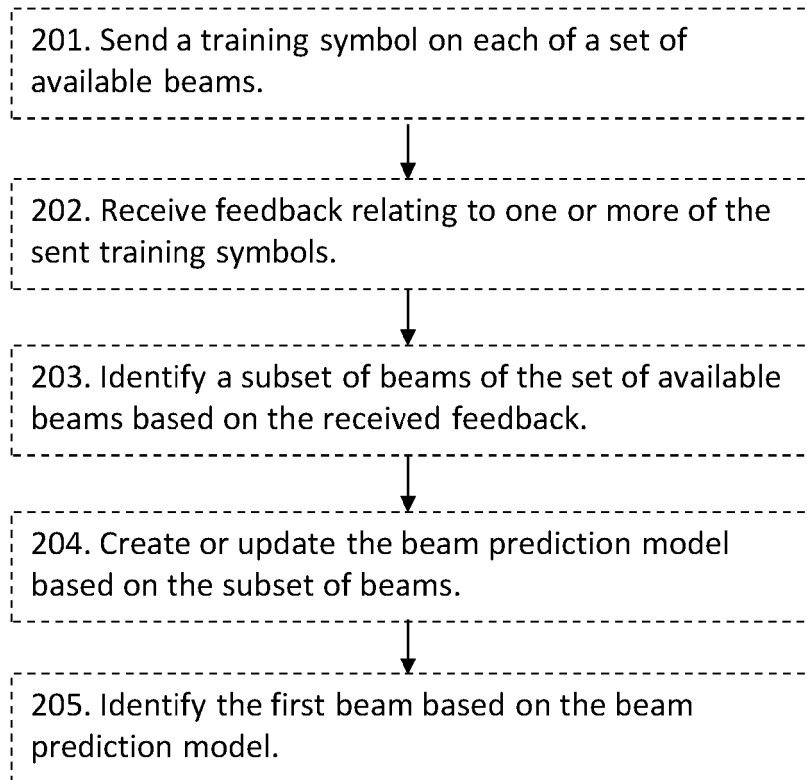 201. Send a training symbol on each of a set of
available beams.
202. Receive feedback relating to one or more of the
sent training symbols.
203. Identify a subset of beams of the set of available
beams based on the received feedback.
204. Create or update the beam prediction model
based on the subset of beams.
205. Identify the first beam based on the beam
prediction model.